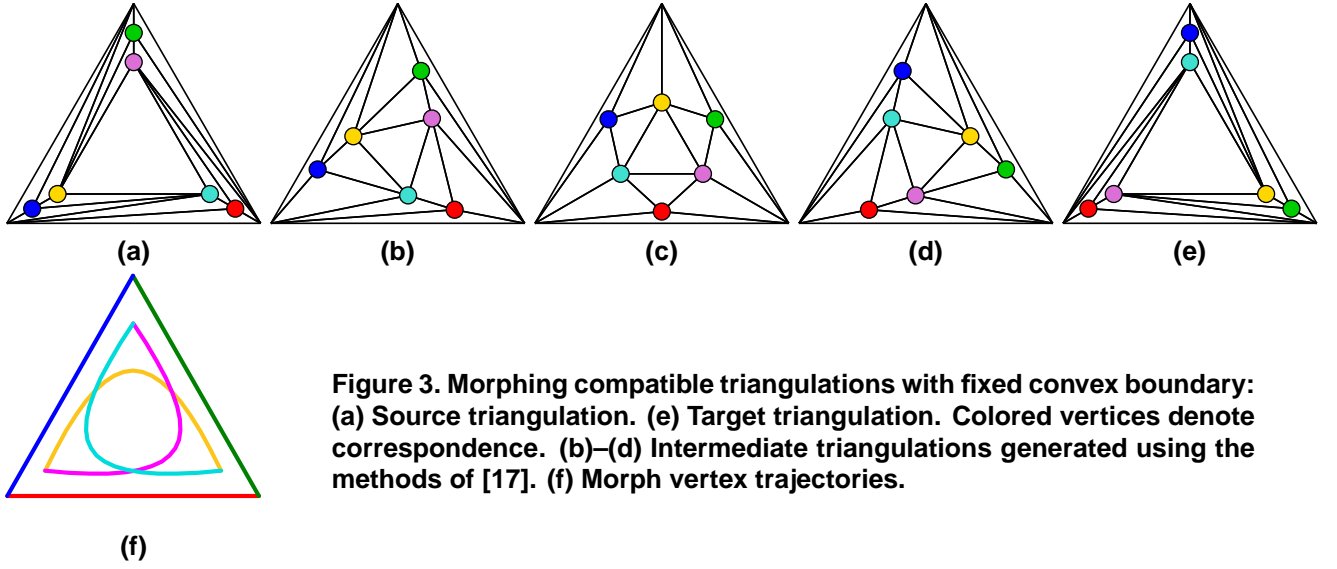 (a) (b) (c) (d) (e)
(f)
Figure 3. Morphing compatible triangulations with fixed convex boundary:
(a) Source triangulation. (e) Target triangulation. Colored vertices denote
correspondence. (b)–(d) Intermediate triangulations generated using the
methods of [17]. (f) Morph vertex trajectories.